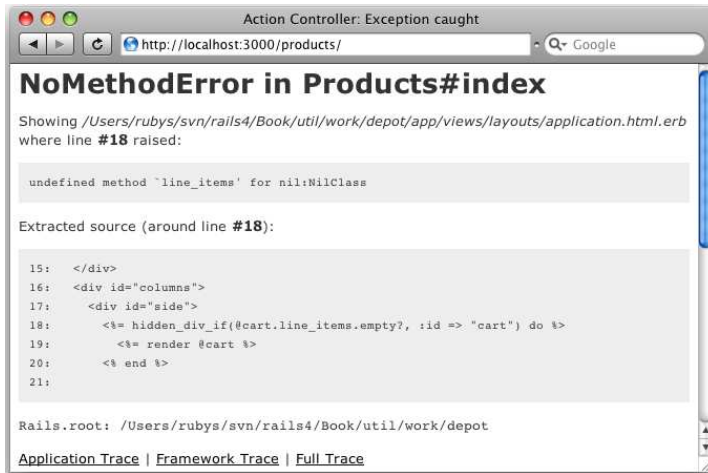 Action Controller: Exception caught
http://localhost:3000/products/
Google
NoMethodError in Products#index
Showing /Users/rubys/svn/rails4/Book/util/work/depot/app/views/layouts/application.html.erb
where line #18 raised:
undefined method `line_items' for nil:NilClass
Extracted source (around line #18):
15:   </div>
16:   <div id="columns">
17:     <div id="side">
18:       <%= hidden_div_if(@cart.line_items.empty?, :id => "cart") do %>
19:         <%= render @cart %>
20:       <% end %>
21:
Rails.root: /Users/rubys/svn/rails4/Book/util/work/depot
Application Trace | Framework Trace | Full Trace